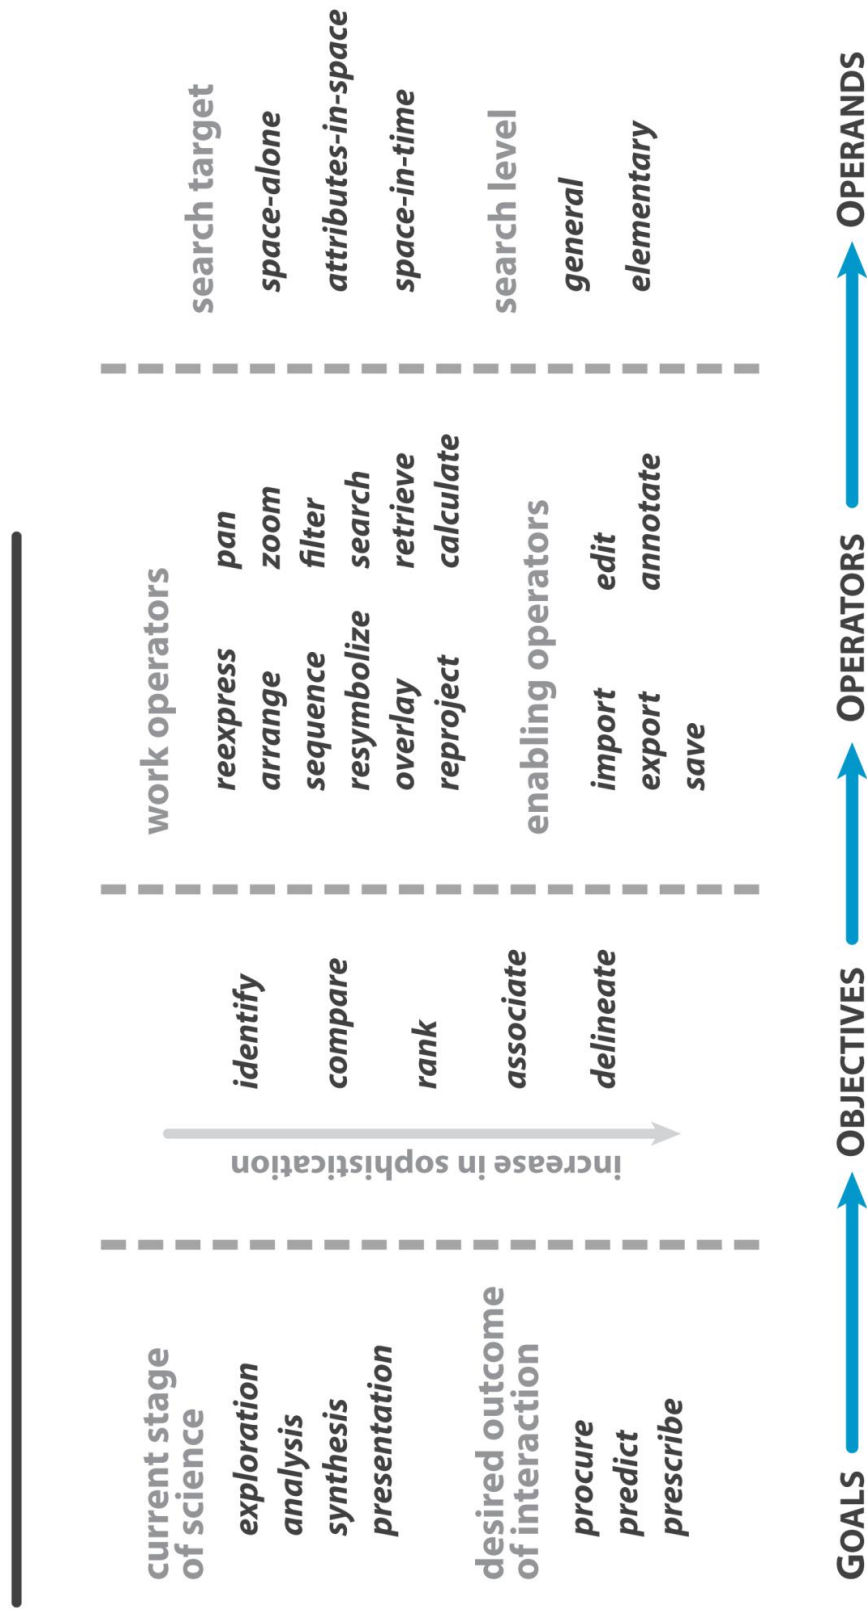 current stage
of science
exploration
analysis
synthesis
presentation
desired outcome
of interaction
procure
predict
prescribe
increase in sophistication
identify
compare
rank
associate
delineate
work operators
reexpress
arrange
sequence
resymbolize
overlay
reproject
pan
zoom
filter
search
retrieve
calculate
enabling operators
import
export
save
edit
annotate
search target
space-alone
attributes-in-space
space-in-time
search level
general
elementary
GOALS
OBJECTIVES
OPERATORS
OPERANDS